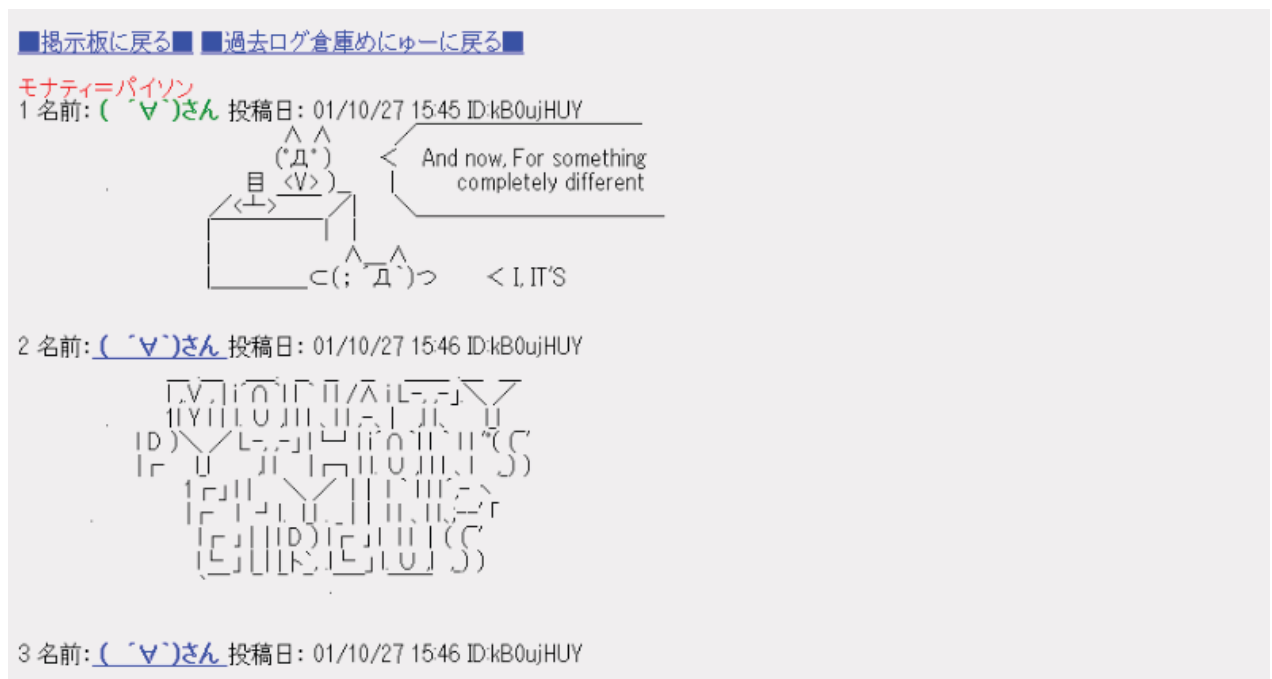 ■掲示板に戻る■ ■過去ログ倉庫めにゅーに戻る■
モナティ＝パイソン
1 名前：( ´∀`)さん 投稿日： 01/10/27 15:45 ID:kB0ujHUY
And now, For something
completely different
＜ I, IT'S
2 名前：( ´∀`)さん 投稿日： 01/10/27 15:46 ID:kB0ujHUY
3 名前：( ´∀`)さん 投稿日： 01/10/27 15:46 ID:kB0ujHUY